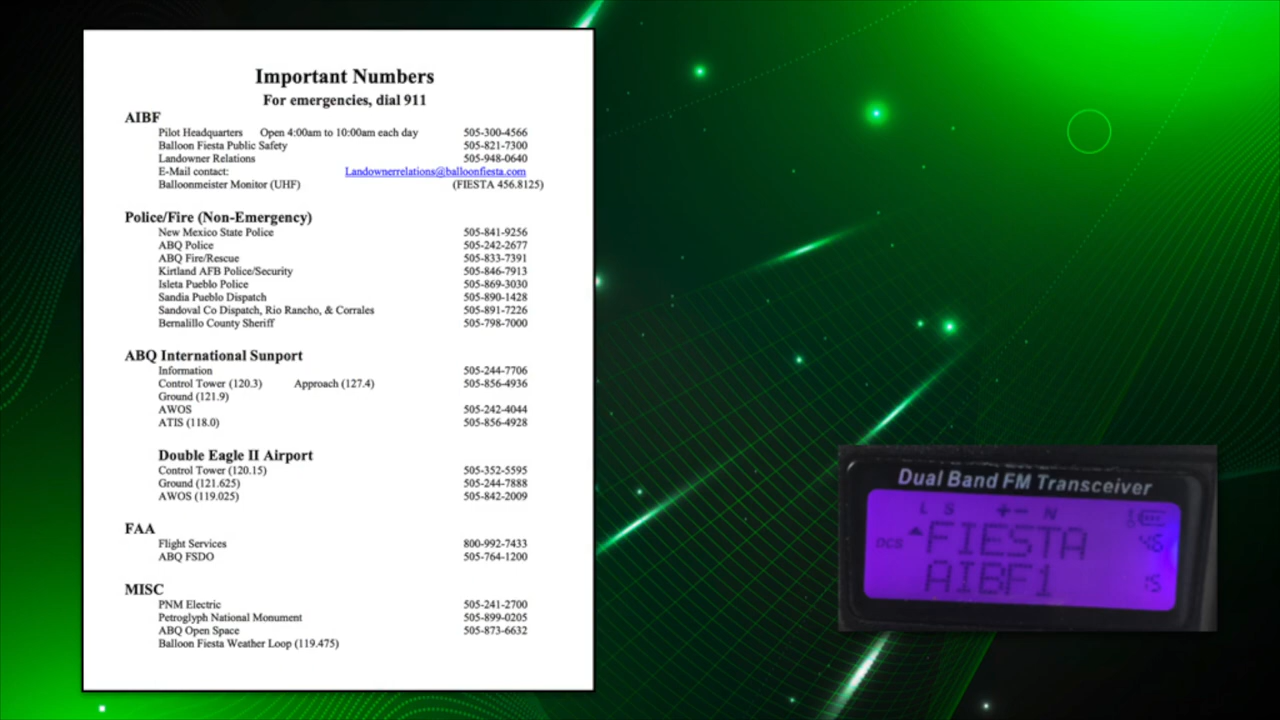 Important Numbers
For emergencies, dial 911
AIBF
Pilot Headquarters Open 4:00am to 10:00am each day 505-300-4566
Balloon Fiesta Public Safety 505-821-7300
Landowner Relations 505-948-0640
E-Mail contact: Landownerrelations@balloonfiesta.com
Balloonmeister Monitor (UHF) (FIESTA 456.8125)
Police/Fire (Non-Emergency)
New Mexico State Police 505-841-9256
ABQ Police 505-242-2677
ABQ Fire/Rescue 505-833-7391
Kirtland AFB Police/Security 505-846-7913
Isleta Pueblo Police 505-869-3030
Sandia Pueblo Dispatch 505-890-1428
Sandoval Co Dispatch, Rio Rancho, & Corrales 505-891-7226
Bernalillo County Sheriff 505-798-7000
ABQ International Sunport
Information 505-244-7706
Control Tower (120.3) Approach (127.4) 505-856-4936
Ground (121.9)
AWOS 505-242-4044
ATIS (118.0) 505-856-4928
Double Eagle II Airport
Control Tower (120.15) 505-352-5595
Ground (121.625) 505-244-7888
AWOS (119.025) 505-842-2009
FAA
Flight Services 800-992-7433
ABQ FSDO 505-764-1200
MISC
PNM Electric 505-241-2700
Petroglyph National Monument 505-899-0205
ABQ Open Space 505-873-6632
Balloon Fiesta Weather Loop (119.475)
Dual Band FM Transceiver
L S +- N
DCS FIESTA 46
AIBF1 15